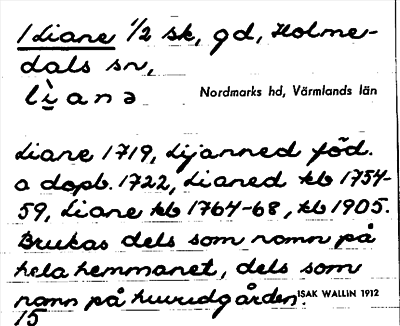 1 Liane 1/2 sk, gd, Holme-
dals sn,
lìanə
Nordmarks hd, Värmlands län
Liane 1719, Lijanned föd.
o dopb. 1722, Lianed kb 1754-
59, Liane kb 1764-68, kb 1905.
Brukas dels som namn på
hela hemmanet, dels som
namn på huvudgården.
ISAK WALLIN 1912
15